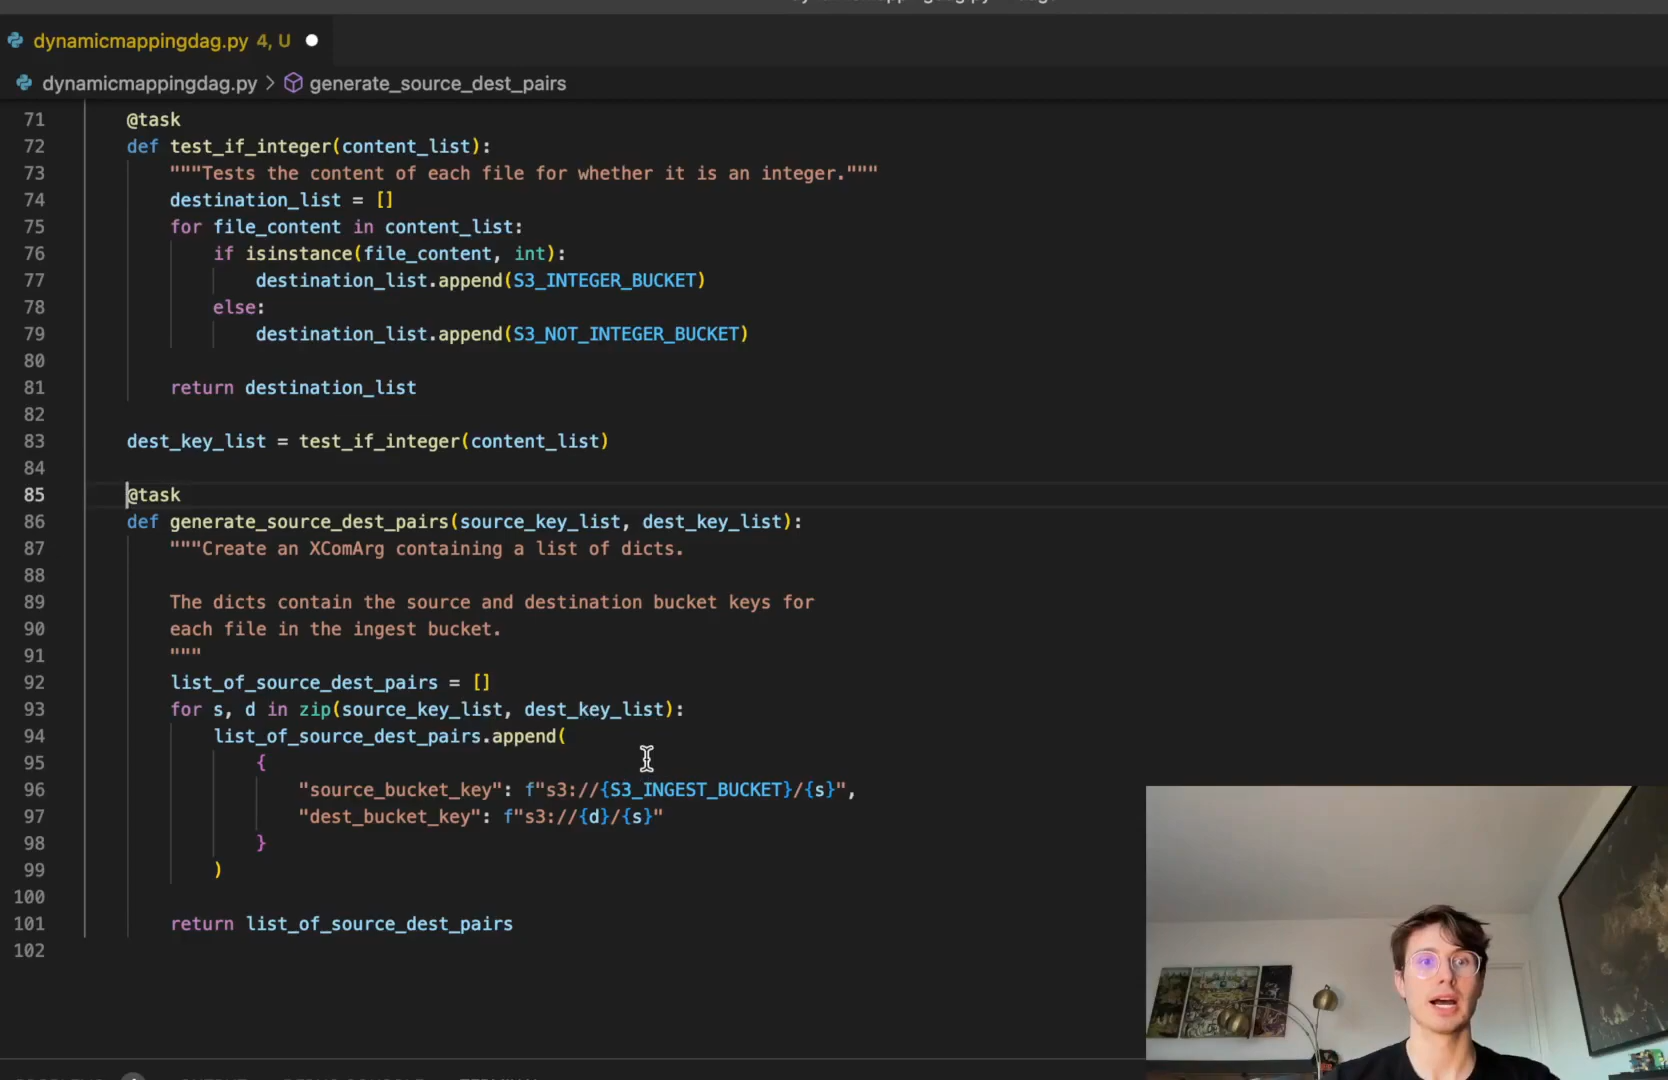 dynamicmappingdag.py 4, U
dynamicmappingdag.py > generate_source_dest_pairs
71 @task
72 def test_if_integer(content_list):
73 """Tests the content of each file for whether it is an integer."""
74 destination_list = []
75 for file_content in content_list:
76 if isinstance(file_content, int):
77 destination_list.append(S3_INTEGER_BUCKET)
78 else:
79 destination_list.append(S3_NOT_INTEGER_BUCKET)
80
81 return destination_list
82
83 dest_key_list = test_if_integer(content_list)
84
85 @task
86 def generate_source_dest_pairs(source_key_list, dest_key_list):
87 """Create an XComArg containing a list of dicts.
88
89 The dicts contain the source and destination bucket keys for
90 each file in the ingest bucket.
91 """
92 list_of_source_dest_pairs = []
93 for s, d in zip(source_key_list, dest_key_list):
94 list_of_source_dest_pairs.append(
95 {
96 "source_bucket_key": f"s3://{S3_INGEST_BUCKET}/{s}",
97 "dest_bucket_key": f"s3://{d}/{s}"
98 }
99 )
100
101 return list_of_source_dest_pairs
102